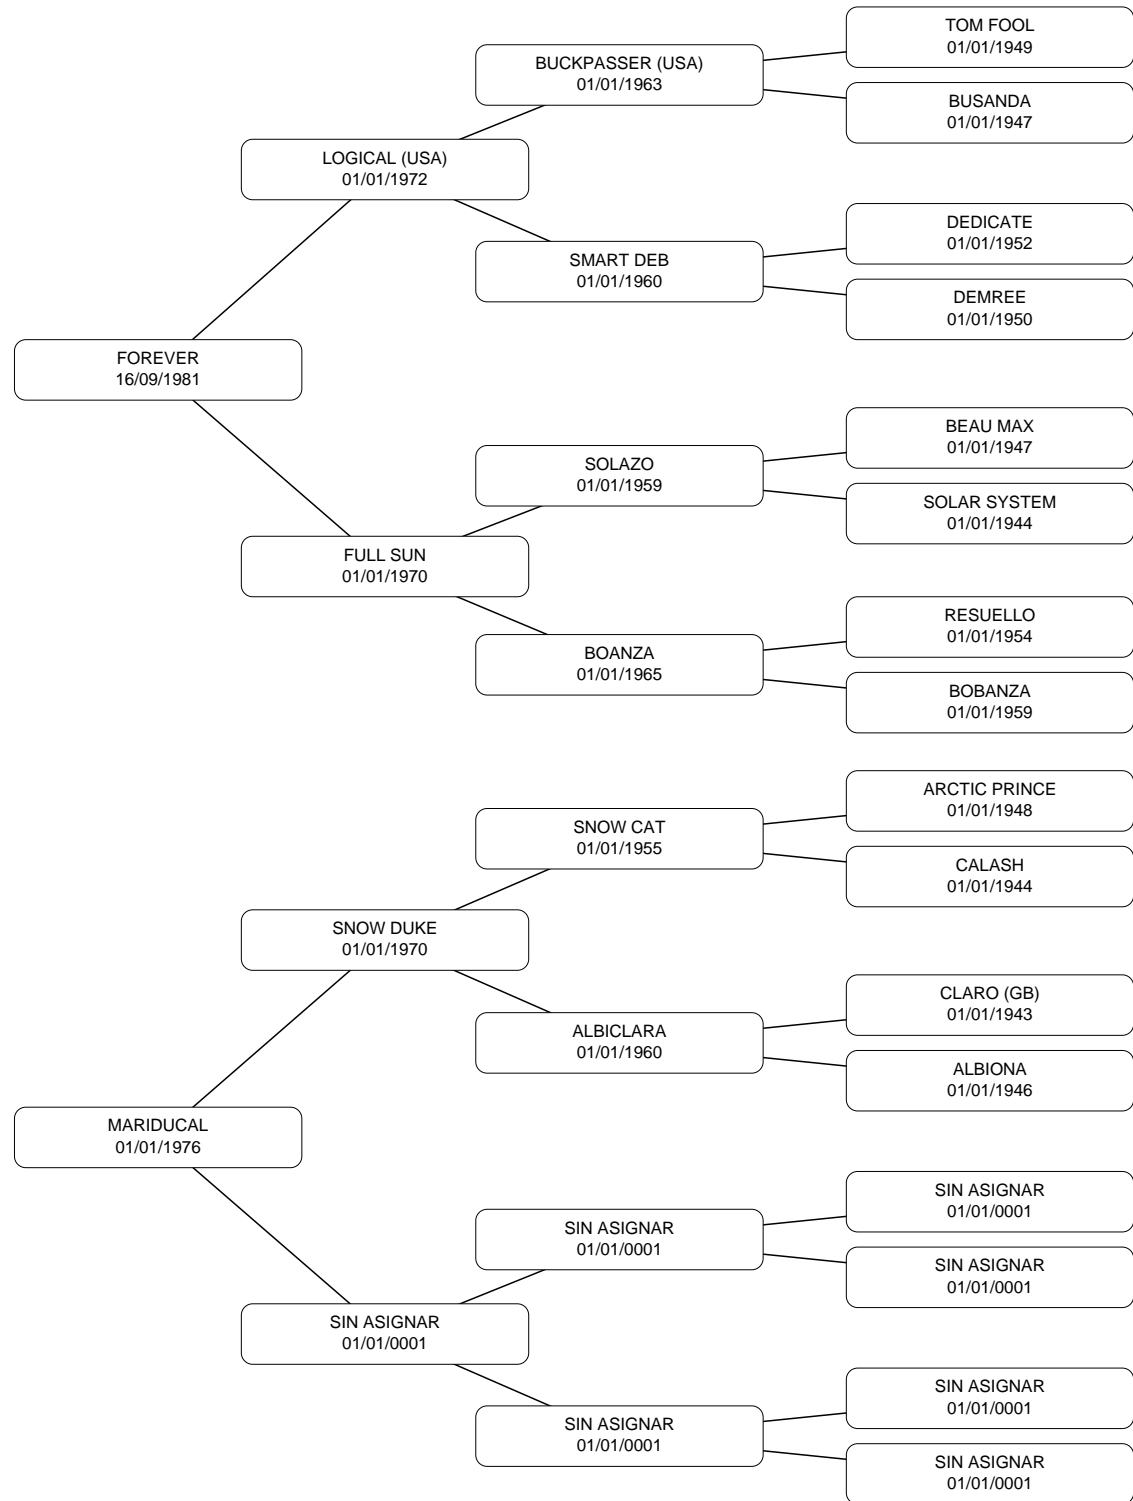 TOM FOOL
01/01/1949
BUCKPASSER (USA)
01/01/1963
BUSANDA
01/01/1947
LOGICAL (USA)
01/01/1972
DEDICATE
01/01/1952
SMART DEB
01/01/1960
DEMREE
01/01/1950
FOREVER
16/09/1981
BEAU MAX
01/01/1947
SOLAZO
01/01/1959
SOLAR SYSTEM
01/01/1944
FULL SUN
01/01/1970
RESUELLO
01/01/1954
BOANZA
01/01/1965
BOBANZA
01/01/1959
ARCTIC PRINCE
01/01/1948
SNOW CAT
01/01/1955
CALASH
01/01/1944
SNOW DUKE
01/01/1970
CLARO (GB)
01/01/1943
ALBICLARA
01/01/1960
ALBIONA
01/01/1946
MARIDUCAL
01/01/1976
SIN ASIGNAR
01/01/0001
SIN ASIGNAR
01/01/0001
SIN ASIGNAR
01/01/0001
SIN ASIGNAR
01/01/0001
SIN ASIGNAR
01/01/0001
SIN ASIGNAR
01/01/0001
SIN ASIGNAR
01/01/0001